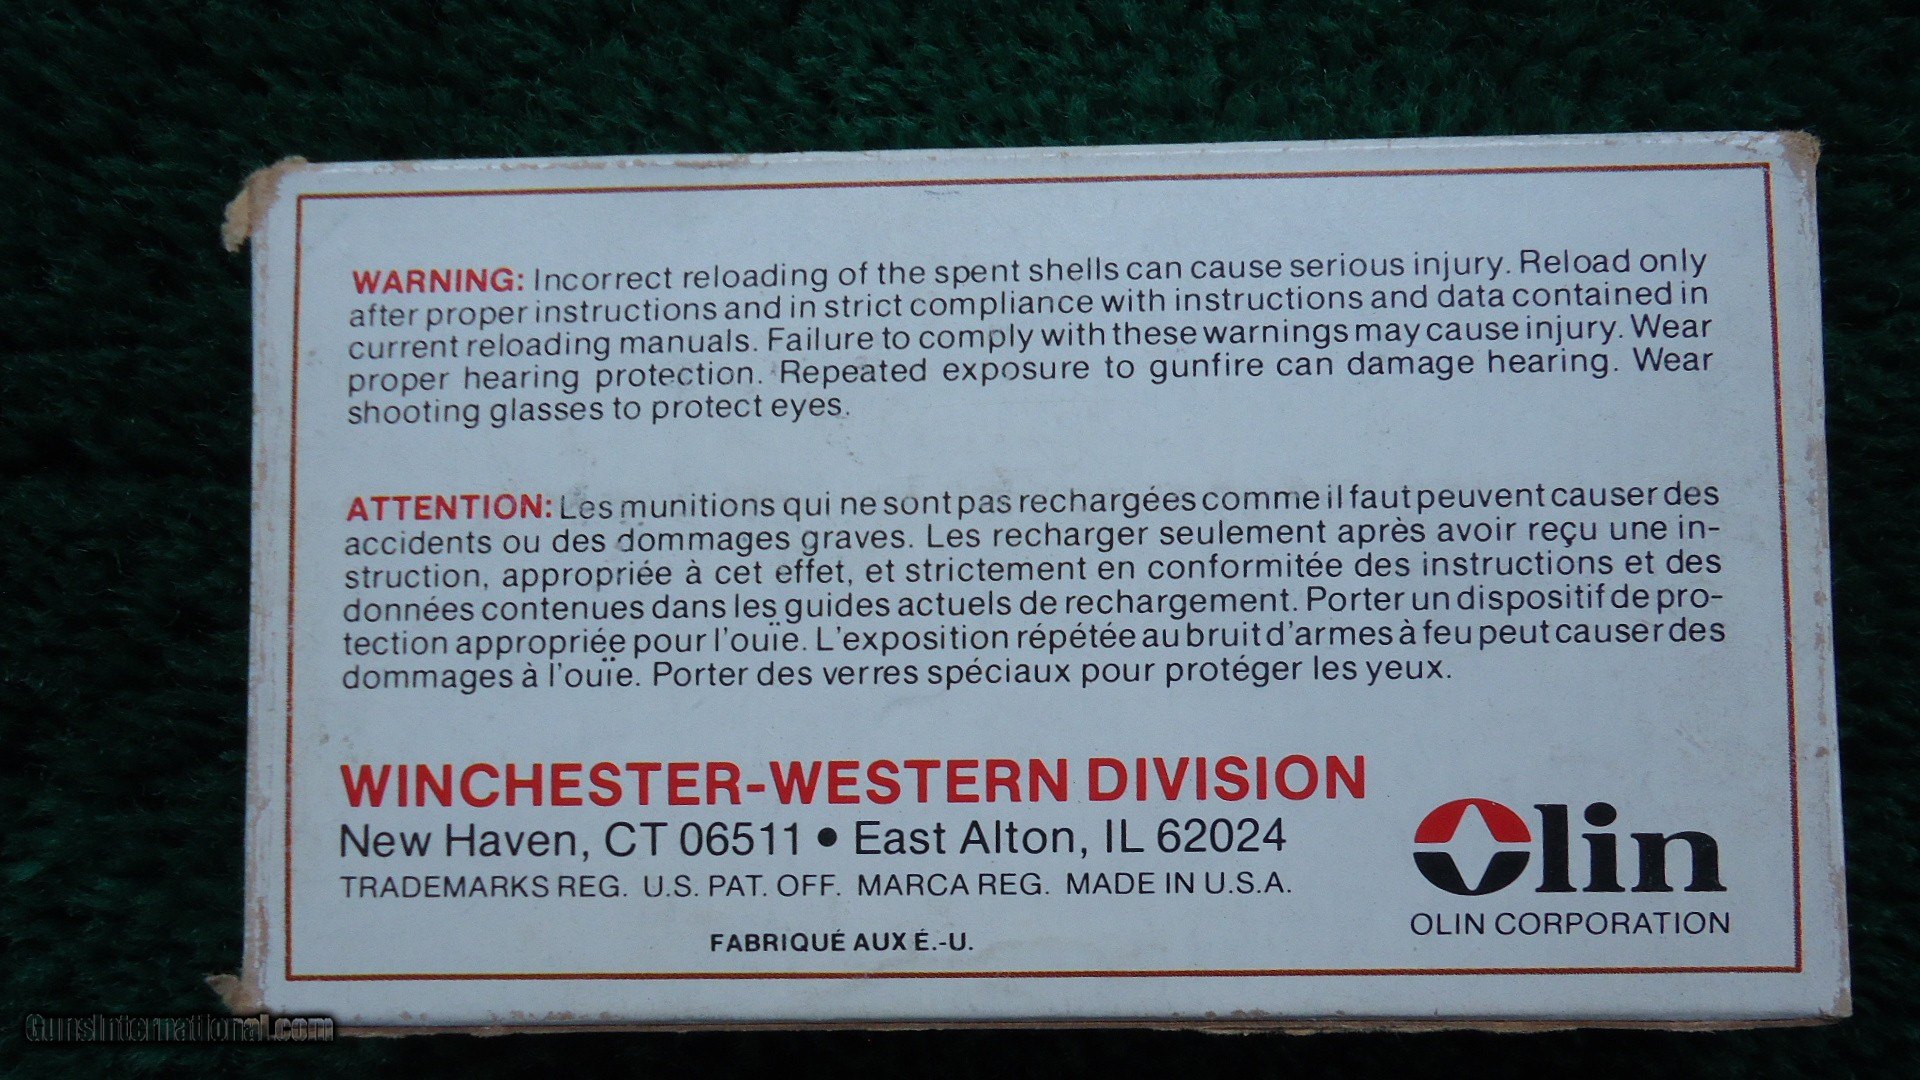 WARNING: Incorrect reloading of the spent shells can cause serious injury. Reload only
after proper instructions and in strict compliance with instructions and data contained in
current reloading manuals. Failure to comply with these warnings may cause injury. Wear
proper hearing protection. Repeated exposure to gunfire can damage hearing. Wear
shooting glasses to protect eyes.
ATTENTION: Les munitions qui ne sont pas rechargées comme il faut peuvent causer des
accidents ou des dommages graves. Les recharger seulement après avoir reçu une in-
struction, appropriée à cet effet, et strictement en conformitée des instructions et des
données contenues dans les guides actuels de rechargement. Porter un dispositif de pro-
tection appropriée pour l'ouïe. L'exposition répétée au bruit d'armes à feu peut causer des
dommages à l'ouïe. Porter des verres spéciaux pour protéger les yeux.
WINCHESTER-WESTERN DIVISION
New Haven, CT 06511 • East Alton, IL 62024
TRADEMARKS REG. U.S. PAT. OFF. MARCA REG. MADE IN U.S.A.
FABRIQUÉ AUX É.-U.
Olin
OLIN CORPORATION
GunsInternational.com